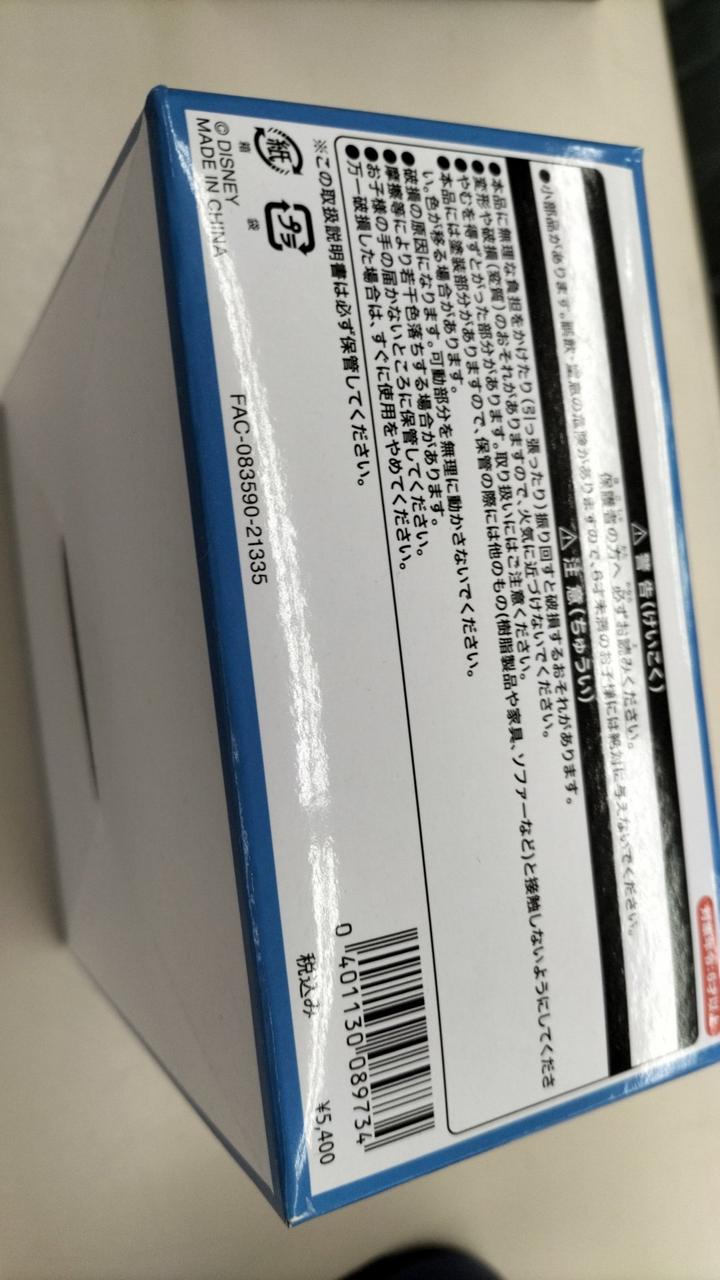 対象年令:6才以上
⚠ 警告(けいこく)
保護者の方へ 必ずお読みください。
●小部品があります。誤飲・窒息の危険がありますので、6才未満のお子様には絶対に与えないでください。
⚠ 注意(ちゅうい)
●本品に無理な負担をかけたり(引っ張ったり)振り回すと破損するおそれがあります。
●変形や破損(変質)のおそれがありますので、火気に近づけないでください。
●やむを得ずとがった部分があります。取り扱いにはご注意ください。
●本品には塗装部分がありますので、保管の際には他のもの(樹脂製品や家具、ソファーなど)と接触しないようにしてくださ
い。色が移る場合があります。
●破損の原因になります。可動部分を無理に動かさないでください。
●摩擦等により若干色落ちする場合があります。
●お子様の手の届かないところに保管してください。
●万一破損した場合は、すぐに使用をやめてください。
※この取扱説明書は必ず保管してください。
紙 プラ
箱 袋
© DISNEY
MADE IN CHINA
FAC-083590-21335
0 401130 089734
税込み ¥5,400